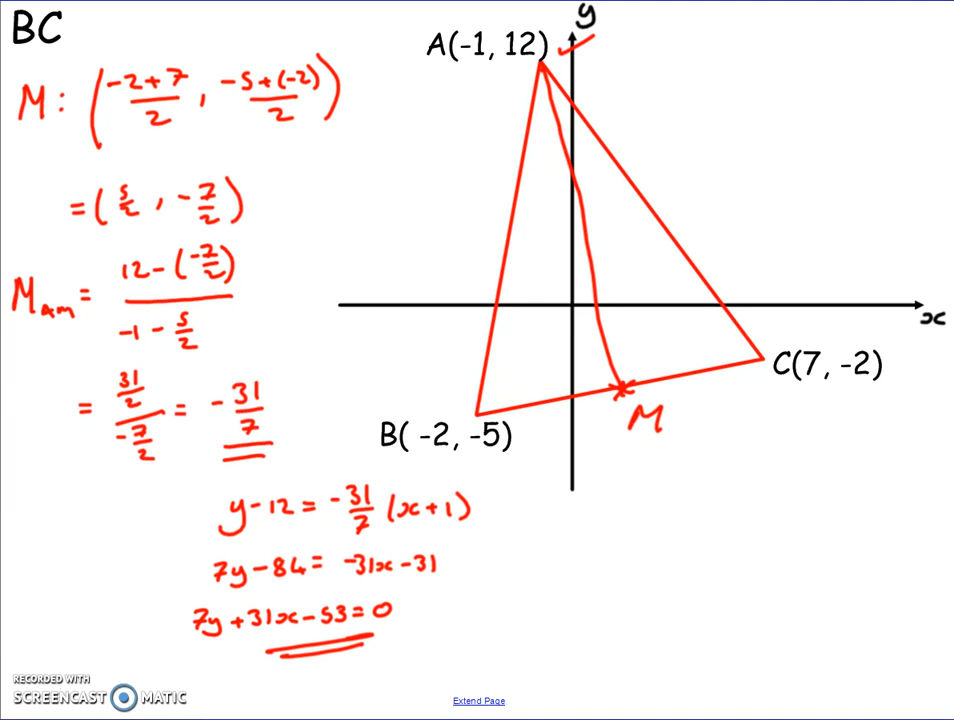 BC
y
A(-1, 12)
M: ((-2+7)/2, (-5+(-2))/2)
= (5/2, -7/2)
M_AM = (12-(-7/2))/(-1-5/2)
x
C(7, -2)
= (31/2)/(-7/2) = -31/7
M
B( -2, -5)
y-12 = -31/7 (x+1)
7y-84 = -31x-31
7y+31x-53=0
RECORDED WITH
SCREENCAST MATIC
Extend Page